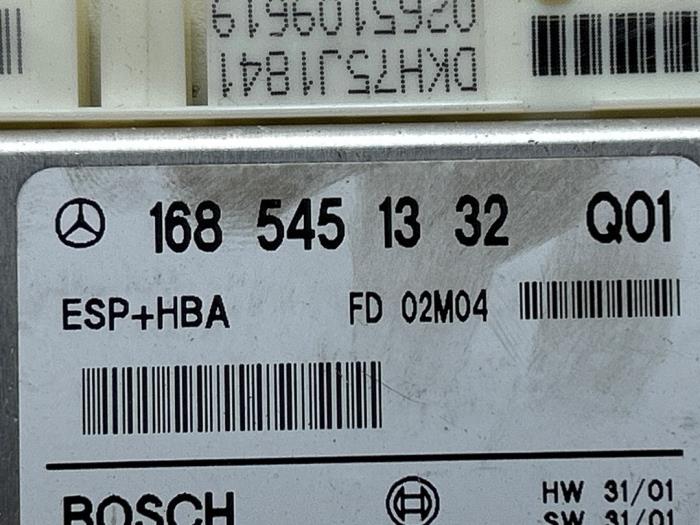 DKH75J1841
0265109619
168 545 13 32 Q01
ESP+HBA FD 02M04
BOSCH HW 31/01
SW 31/01